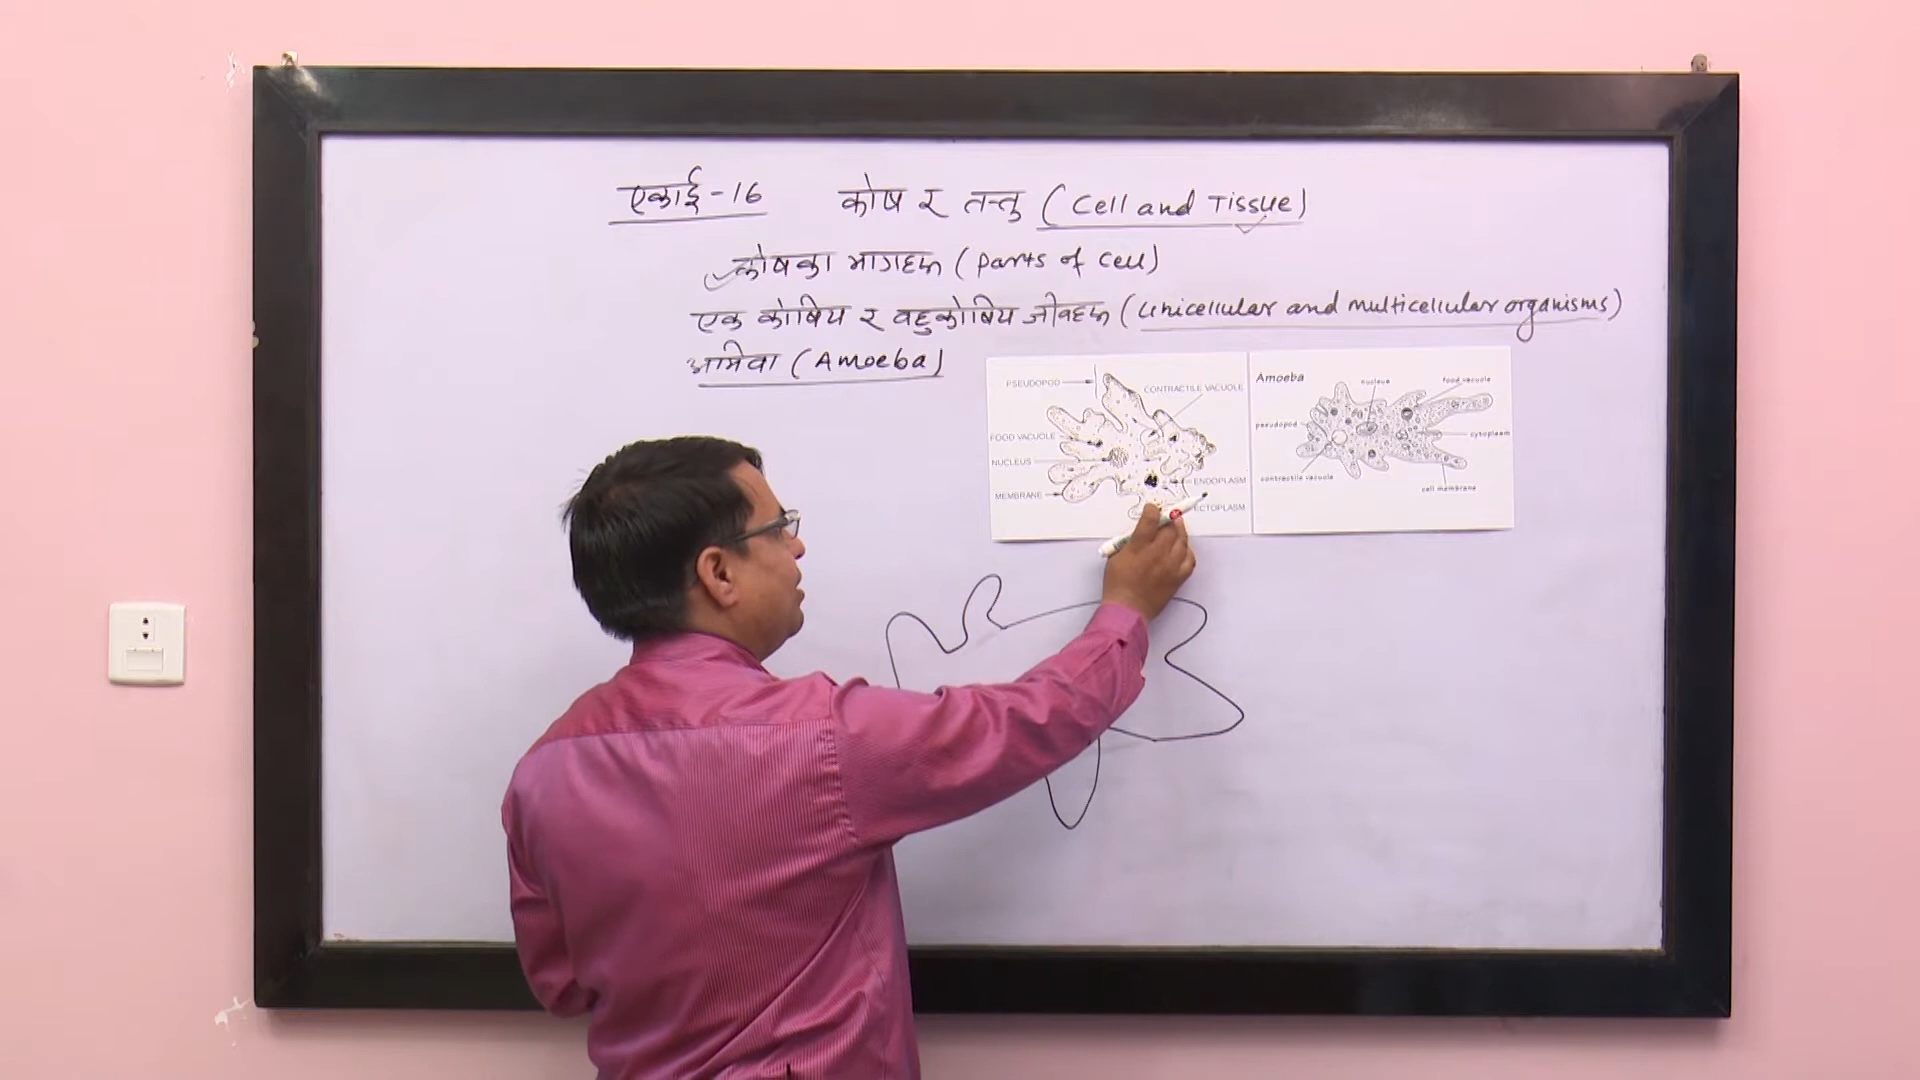 एकाई-16 कोष र तन्तु (Cell and Tissue)
कोषका भागहरू (parts of cell)
एक कोषिय र बहुकोषिय जीवहरू (Unicellular and multicellular organisms)
अमिवा (Amoeba)
PSEUDOPOD
CONTRACTILE VACUOLE
FOOD VACUOLE
NUCLEUS
MEMBRANE
ENDOPLASM
ECTOPLASM
Amoeba
nucleus
food vacuole
pseudopod
cytoplasm
contractile vacuole
cell membrane